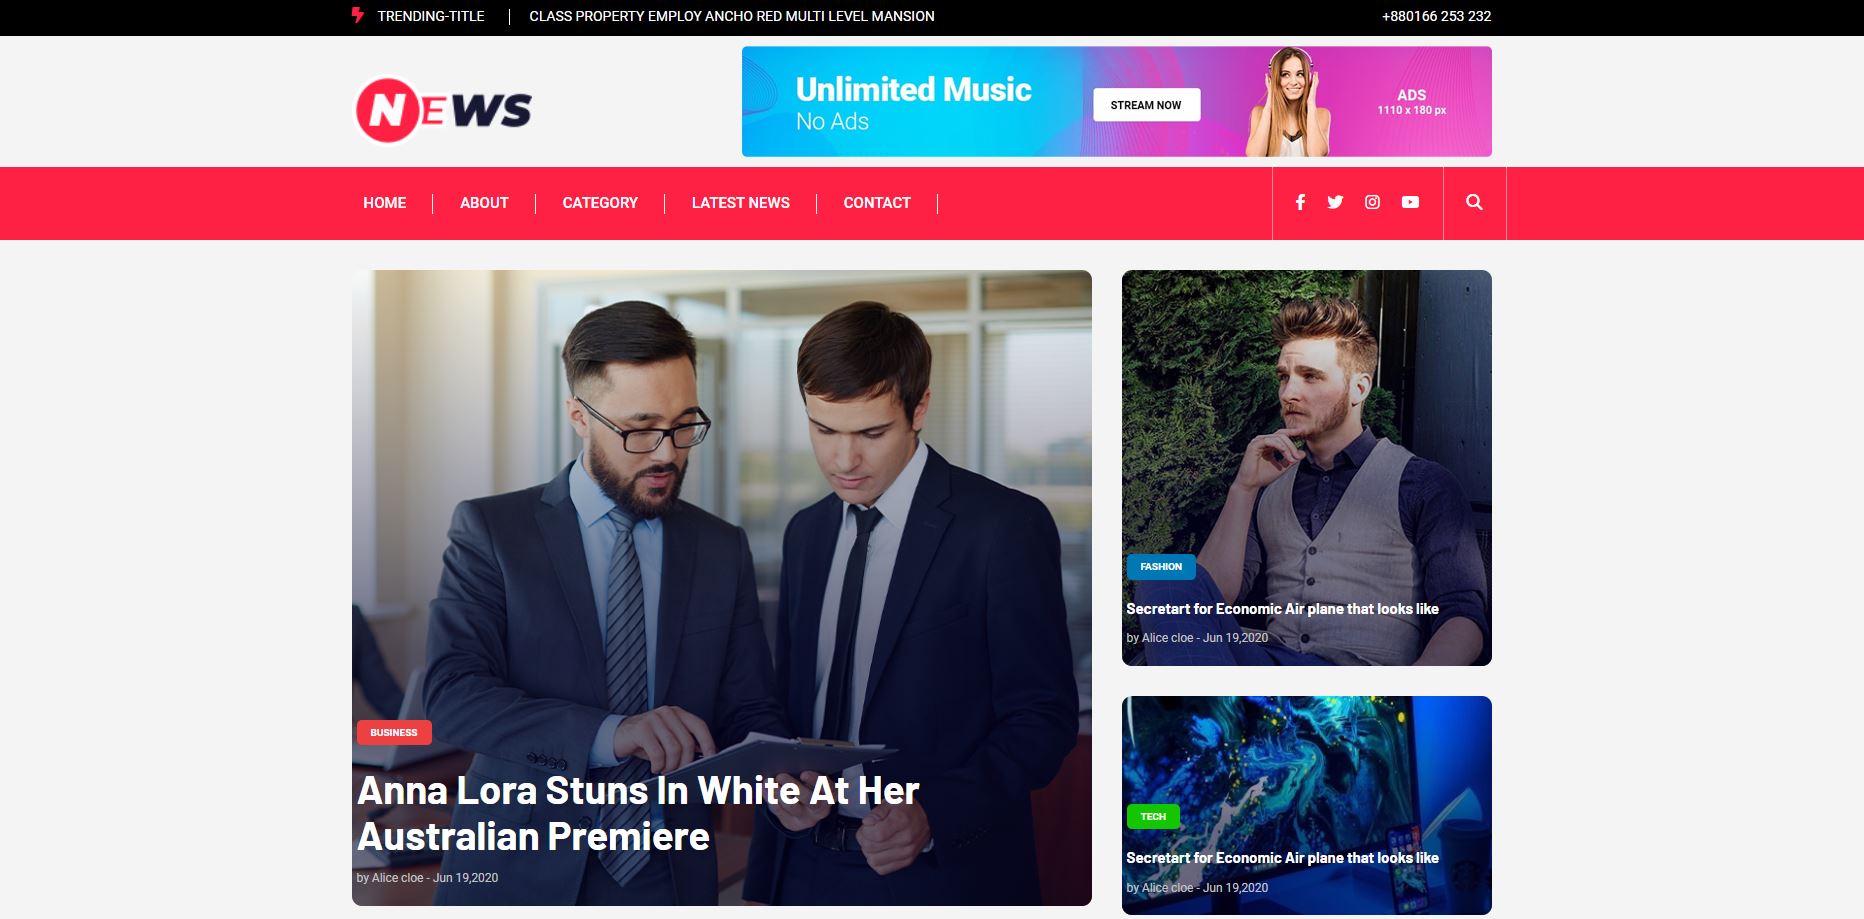 TRENDING-TITLE
CLASS PROPERTY EMPLOY ANCHO RED MULTI LEVEL MANSION
+880166 253 232
NEWS
Unlimited Music
No Ads
STREAM NOW
ADS
1110 x 180 px
HOME
ABOUT
CATEGORY
LATEST NEWS
CONTACT
BUSINESS
Anna Lora Stuns In White At Her
Australian Premiere
by Alice cloe - Jun 19,2020
FASHION
Secretart for Economic Air plane that looks like
by Alice cloe - Jun 19,2020
TECH
Secretart for Economic Air plane that looks like
by Alice cloe - Jun 19,2020